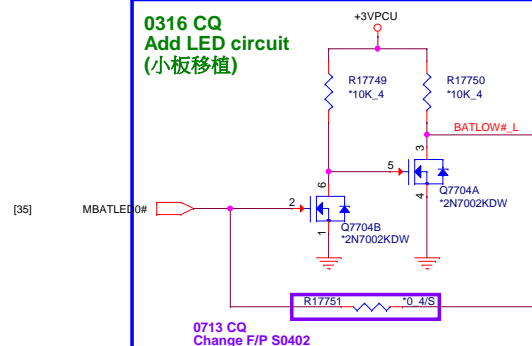 0316 CQ
Add LED circuit
(小板移植)
+3VPCU
R17749
*10K_4
R17750
*10K_4
BATLOW#_L
3
5
4
Q7704A
*2N7002KDW
6
2
1
Q7704B
*2N7002KDW
[35]
MBATLED0#
R17751
*0_4/S
0713 CQ
Change F/P S0402